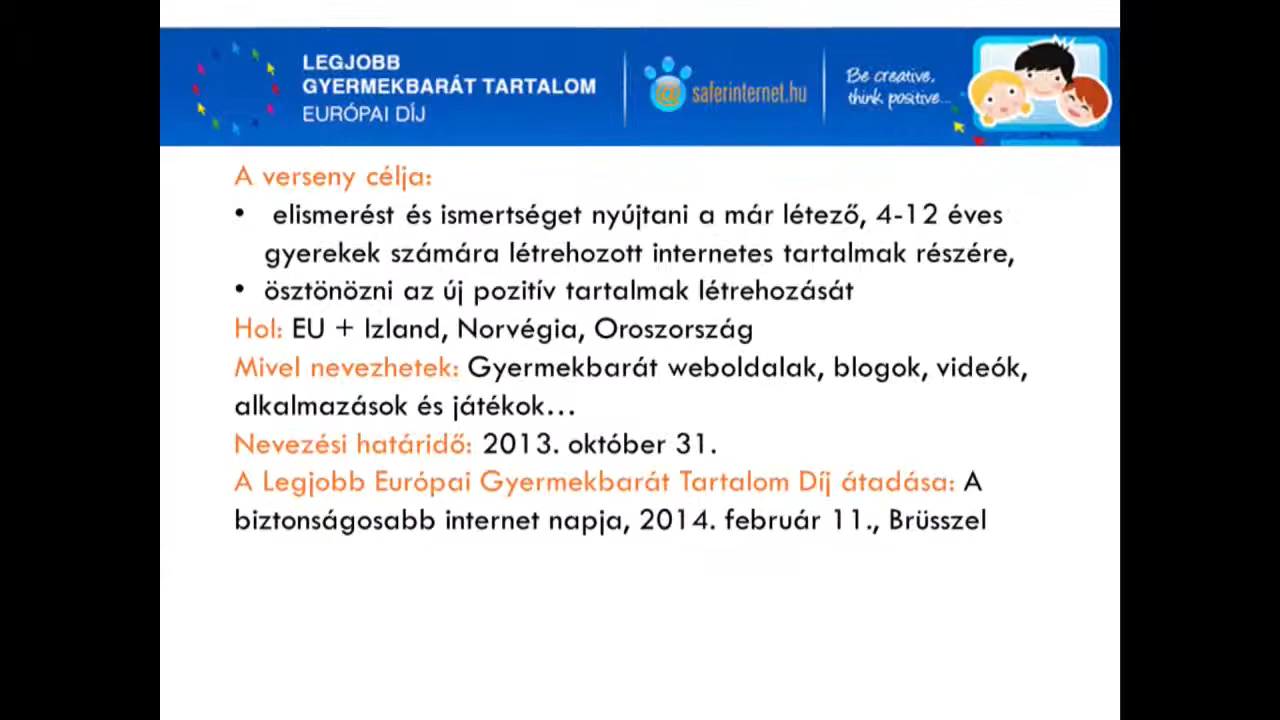 LEGJOBB
GYERMEKBARÁT TARTALOM
EURÓPAI DÍJ
@ saferinternet.hu
Be creative,
think positive...
A verseny célja:
• elismerést és ismertséget nyújtani a már létező, 4-12 éves
gyerekek számára létrehozott internetes tartalmak részére,
• ösztönözni az új pozitív tartalmak létrehozását
Hol: EU + Izland, Norvégia, Oroszország
Mivel nevezhetek: Gyermekbarát weboldalak, blogok, videók,
alkalmazások és játékok...
Nevezési határidő: 2013. október 31.
A Legjobb Európai Gyermekbarát Tartalom Díj átadása: A
biztonságosabb internet napja, 2014. február 11., Brüsszel